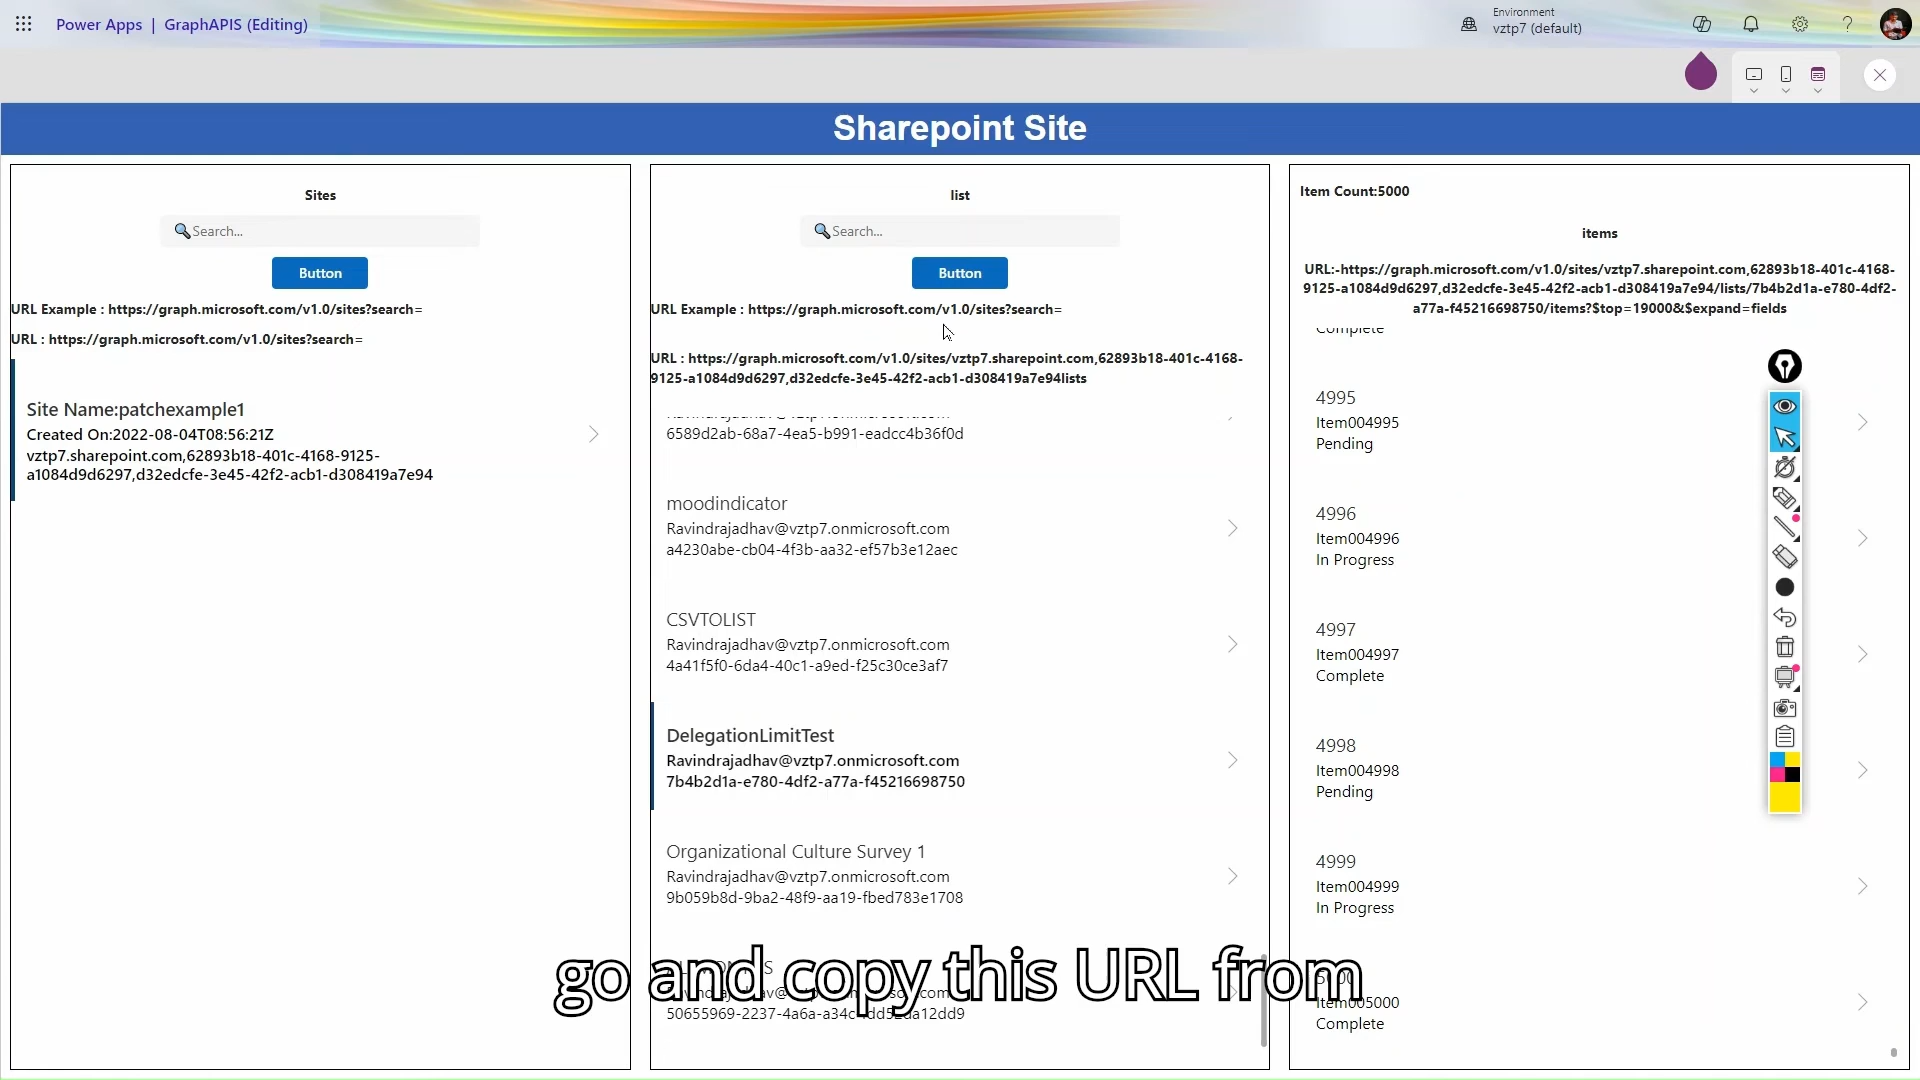 Power Apps | GraphAPIS (Editing)
Environment
vztp7 (default)
Sharepoint Site
Sites
Search...
Button
URL Example : https://graph.microsoft.com/v1.0/sites?search=
URL : https://graph.microsoft.com/v1.0/sites?search=
Site Name:patchexample1
Created On:2022-08-04T08:56:21Z
vztp7.sharepoint.com,62893b18-401c-4168-9125-
a1084d9d6297,d32edcfe-3e45-42f2-acb1-d308419a7e94
list
Search...
Button
URL Example : https://graph.microsoft.com/v1.0/sites?search=
URL : https://graph.microsoft.com/v1.0/sites/vztp7.sharepoint.com,62893b18-401c-4168-
9125-a1084d9d6297,d32edcfe-3e45-42f2-acb1-d308419a7e94lists
6589d2ab-68a7-4ea5-b991-eadcc4b36f0d
moodindicator
Ravindrajadhav@vztp7.onmicrosoft.com
a4230abe-cb04-4f3b-aa32-ef57b3e12aec
CSVTOLIST
Ravindrajadhav@vztp7.onmicrosoft.com
4a41f5f0-6da4-40c1-a9ed-f25c30ce3af7
DelegationLimitTest
Ravindrajadhav@vztp7.onmicrosoft.com
7b4b2d1a-e780-4df2-a77a-f45216698750
Organizational Culture Survey 1
Ravindrajadhav@vztp7.onmicrosoft.com
9b059b8d-9ba2-48f9-aa19-fbed783e1708
Item Count:5000
items
URL:-https://graph.microsoft.com/v1.0/sites/vztp7.sharepoint.com,62893b18-401c-4168-
9125-a1084d9d6297,d32edcfe-3e45-42f2-acb1-d308419a7e94/lists/7b4b2d1a-e780-4df2-
a77a-f45216698750/items?$top=19000&$expand=fields
Complete
4995
Item004995
Pending
4996
Item004996
In Progress
4997
Item004997
Complete
4998
Item004998
Pending
4999
Item004999
In Progress
5000
Item005000
Complete
go and copy this URL from